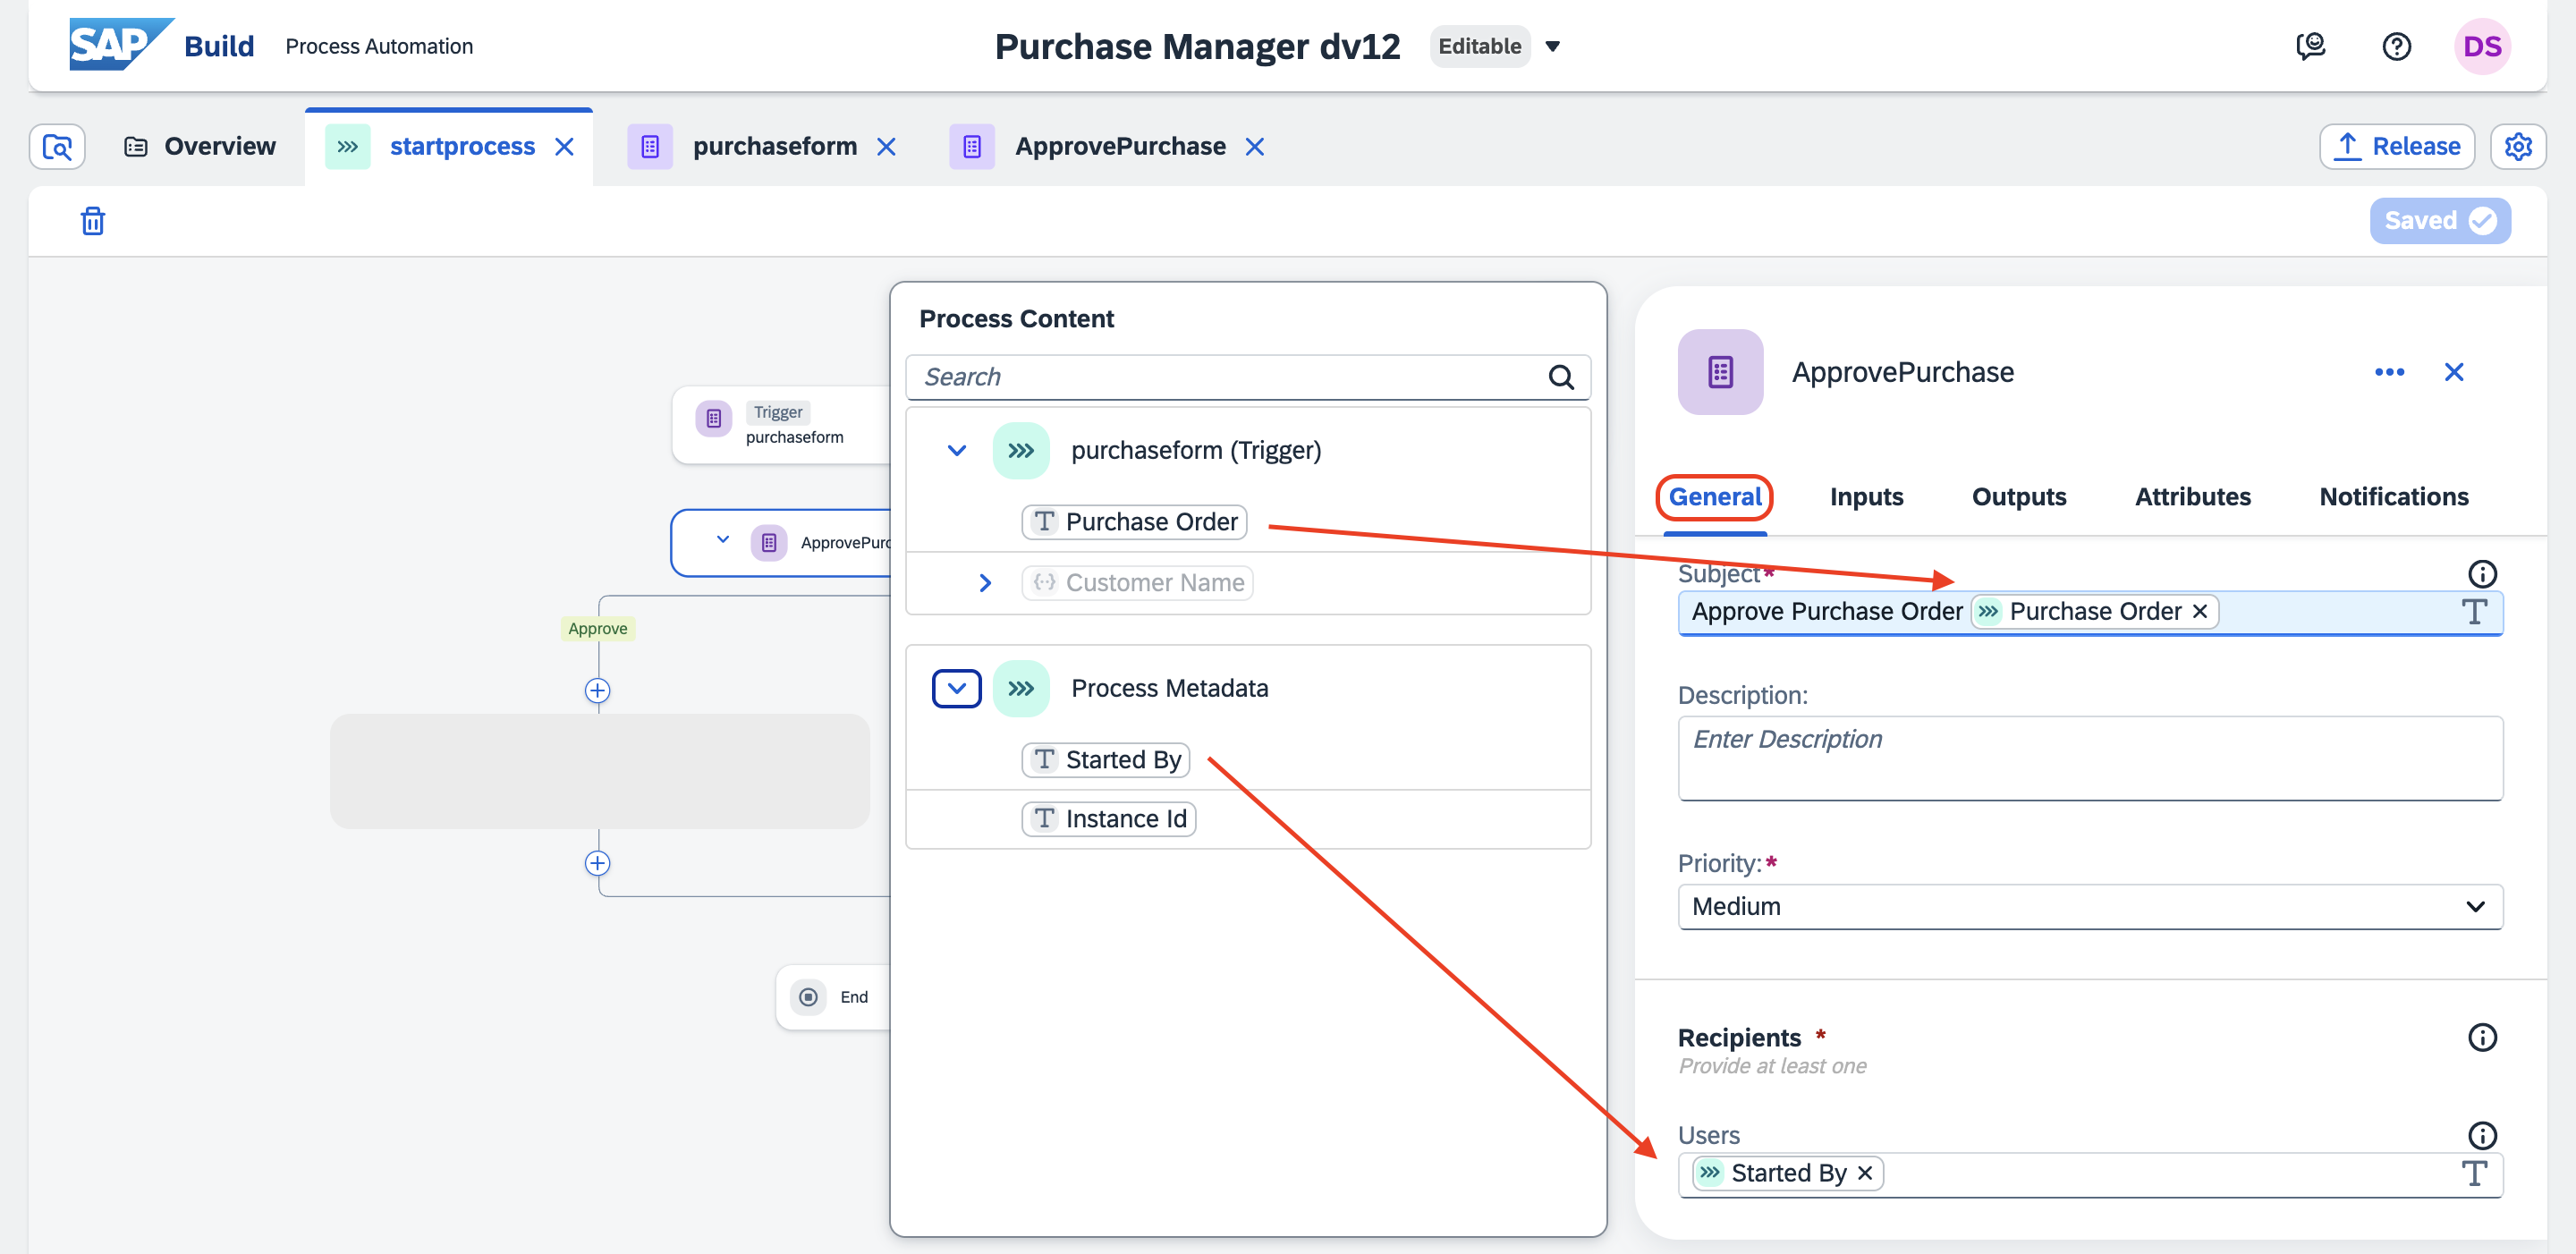 SAP Build Process Automation
Purchase Manager dv12 Editable
DS
Overview startprocess purchaseform ApprovePurchase
Release
Saved
Trigger
purchaseform
ApprovePurc
Approve
End
Process Content
Search
purchaseform (Trigger)
Purchase Order
Customer Name
Process Metadata
Started By
Instance Id
ApprovePurchase
General Inputs Outputs Attributes Notifications
Subject*
Approve Purchase Order Purchase Order
Description:
Enter Description
Priority:*
Medium
Recipients *
Provide at least one
Users
Started By